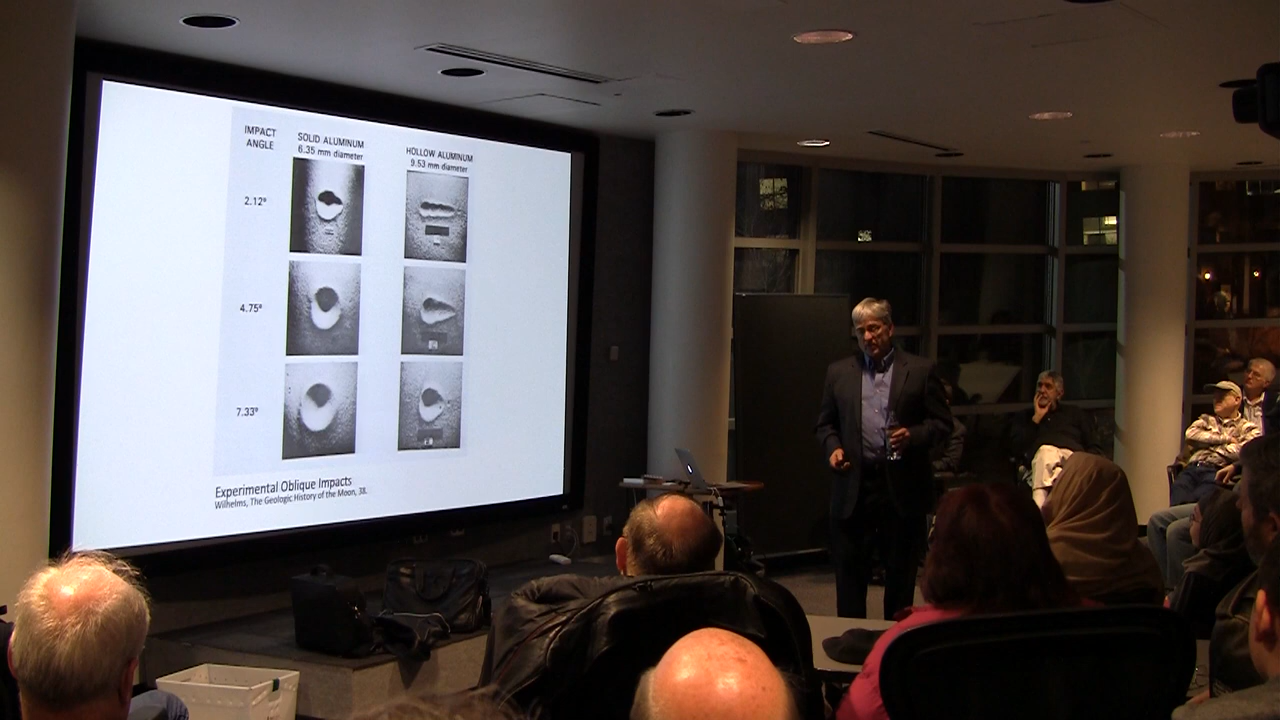 IMPACT
ANGLE
SOLID ALUMINUM
6.35 mm diameter
HOLLOW ALUMINUM
9.53 mm diameter
2.12°
4.75°
7.33°
Experimental Oblique Impacts
Wilhelms, The Geologic History of the Moon, 38.